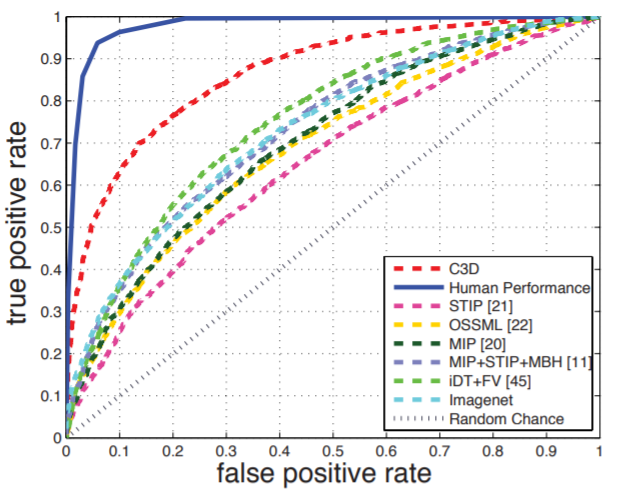 true positive rate
1
0.9
0.8
0.7
0.6
0.5
0.4
0.3
0.2
0.1
0
0 0.1 0.2 0.3 0.4 0.5 0.6 0.7 0.8 0.9 1
false positive rate
C3D
Human Performance
STIP [21]
OSSML [22]
MIP [20]
MIP+STIP+MBH [11]
iDT+FV [45]
Imagenet
Random Chance